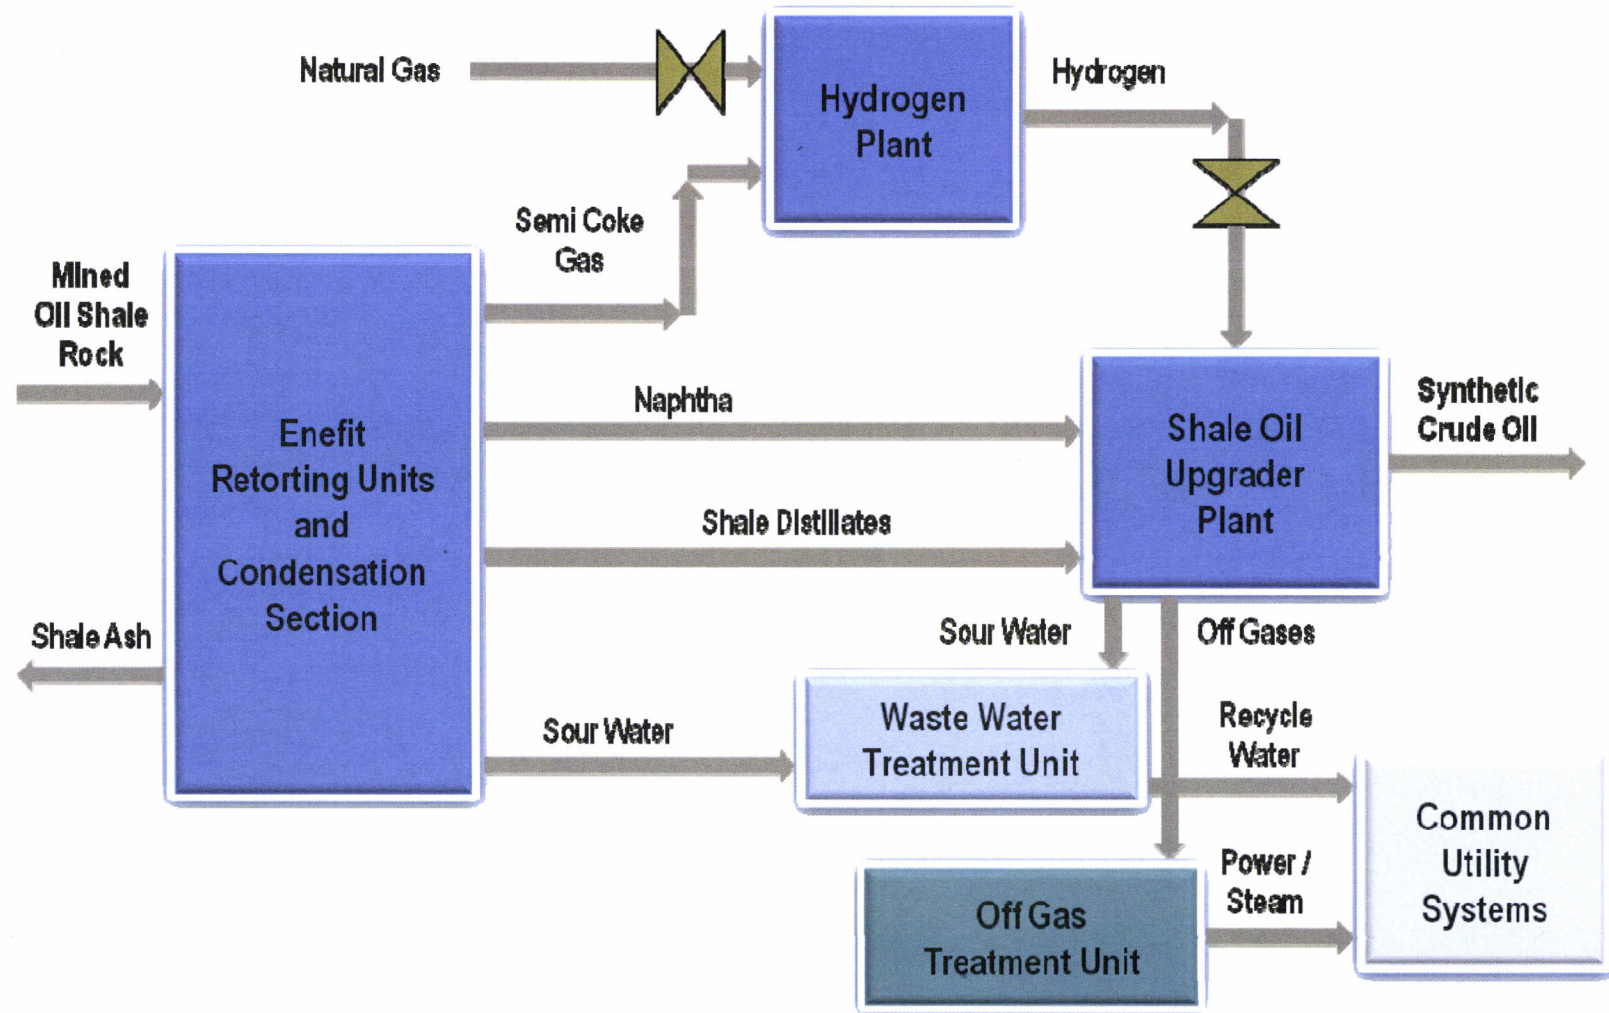 Natural Gas
Hydrogen
Plant
Hydrogen
Semi Coke
Gas
Mined
Oil Shale
Rock
Enefit
Retorting Units
and
Condensation
Section
Naphtha
Shale Distillates
Shale Oil
Upgrader
Plant
Synthetic
Crude Oil
Shale Ash
Sour Water
Off Gases
Sour Water
Waste Water
Treatment Unit
Recycle
Water
Common
Utility
Systems
Power /
Steam
Off Gas
Treatment Unit